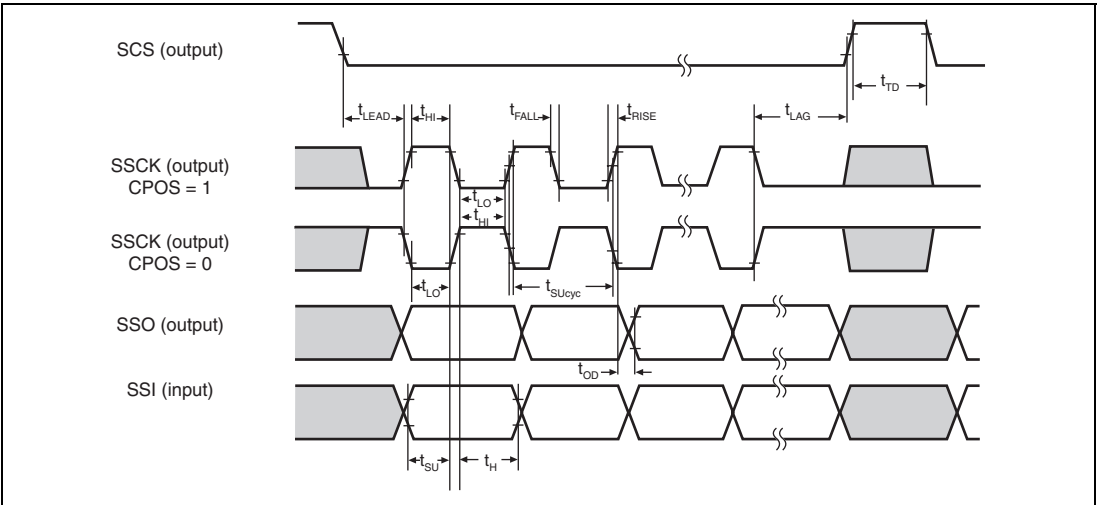 SCS (output)
tTD
tLEAD tHI tFALL tRISE tLAG
SSCK (output)
CPOS = 1
tLO
tHI
SSCK (output)
CPOS = 0
tLO tSUcyc
SSO (output)
tOD
SSI (input)
tSU tH